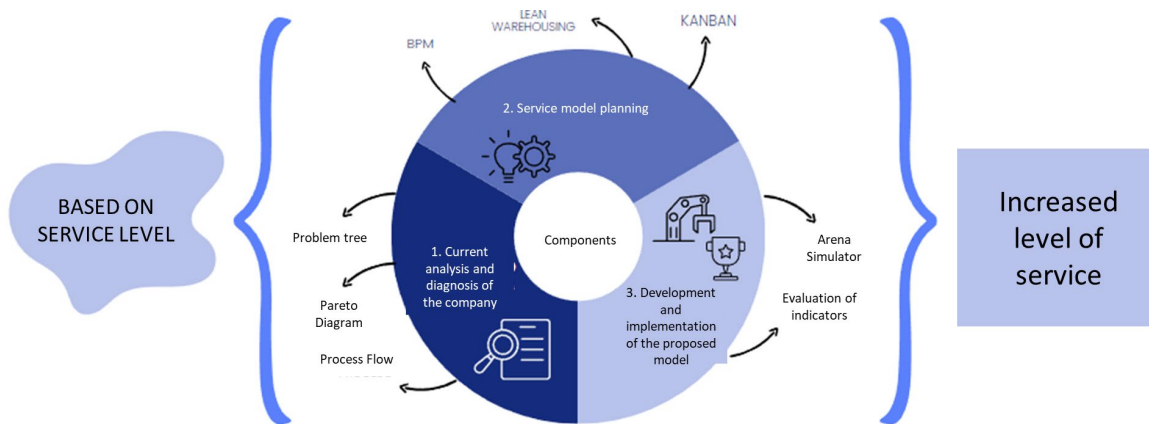 BASED ON
SERVICE LEVEL
BPM
LEAN
WAREHOUSING
KANBAN
2. Service model planning
Problem tree
Pareto
Diagram
Process Flow
1. Current
analysis and
diagnosis of
the company
Components
3. Development
and
implementation
of the proposed
model
Arena
Simulator
Evaluation of
indicators
Increased
level of
service